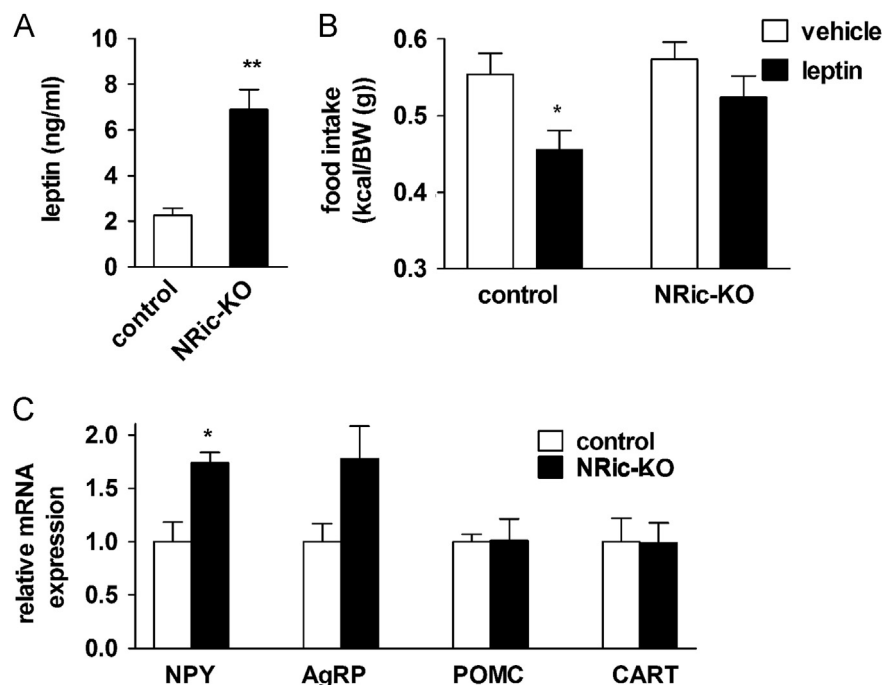 A
leptin (ng/ml)
10
8
6
4
2
0
**
control
NRic-KO
B
food intake
(kcal/BW (g))
0.6
0.5
0.4
0.3
*
control
NRic-KO
vehicle
leptin
C
relative mRNA
expression
2.0
1.5
1.0
0.5
0.0
*
control
NRic-KO
NPY
AgRP
POMC
CART